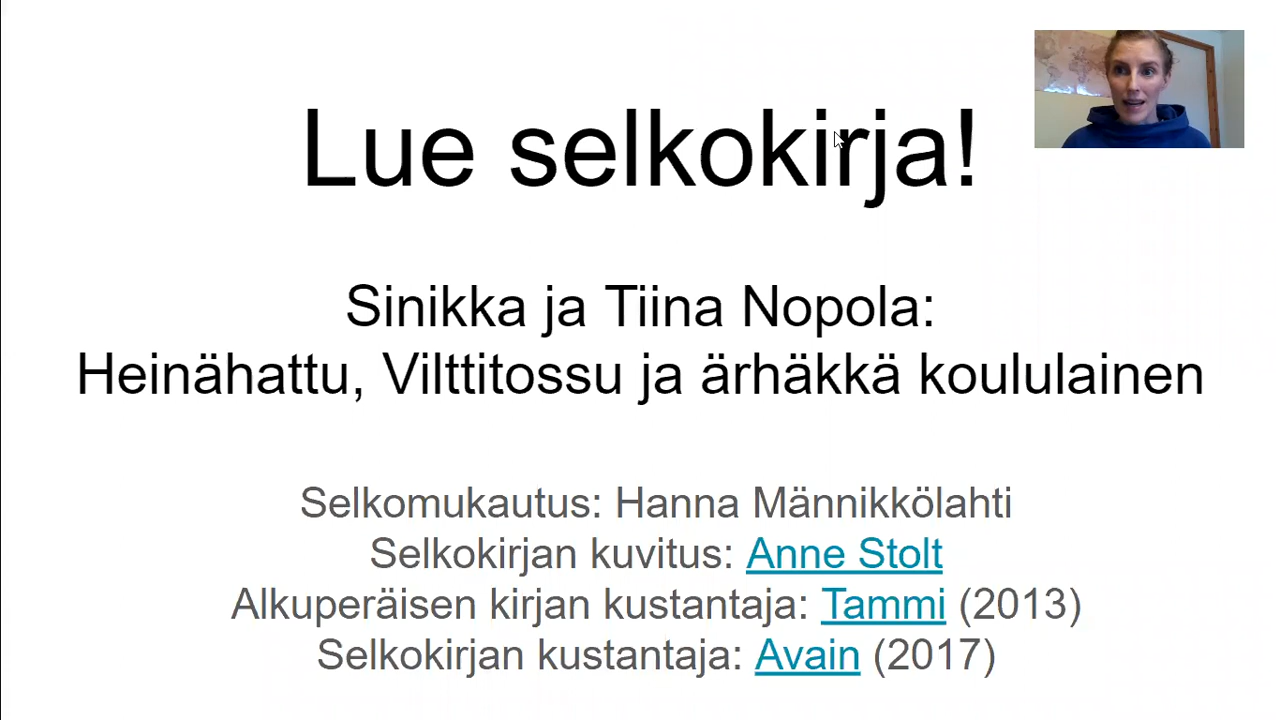 Lue selkokirja!
Sinikka ja Tiina Nopola:
Heinähattu, Vilttitossu ja ärhäkkä koululainen
Selkomukautus: Hanna Männikkölahti
Selkokirjan kuvitus: Anne Stolt
Alkuperäisen kirjan kustantaja: Tammi (2013)
Selkokirjan kustantaja: Avain (2017)